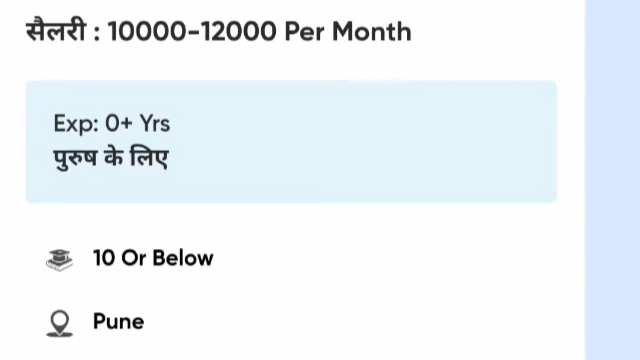 सैलरी : 10000-12000 Per Month
Exp: 0+ Yrs
पुरुष के लिए
10 Or Below
Pune